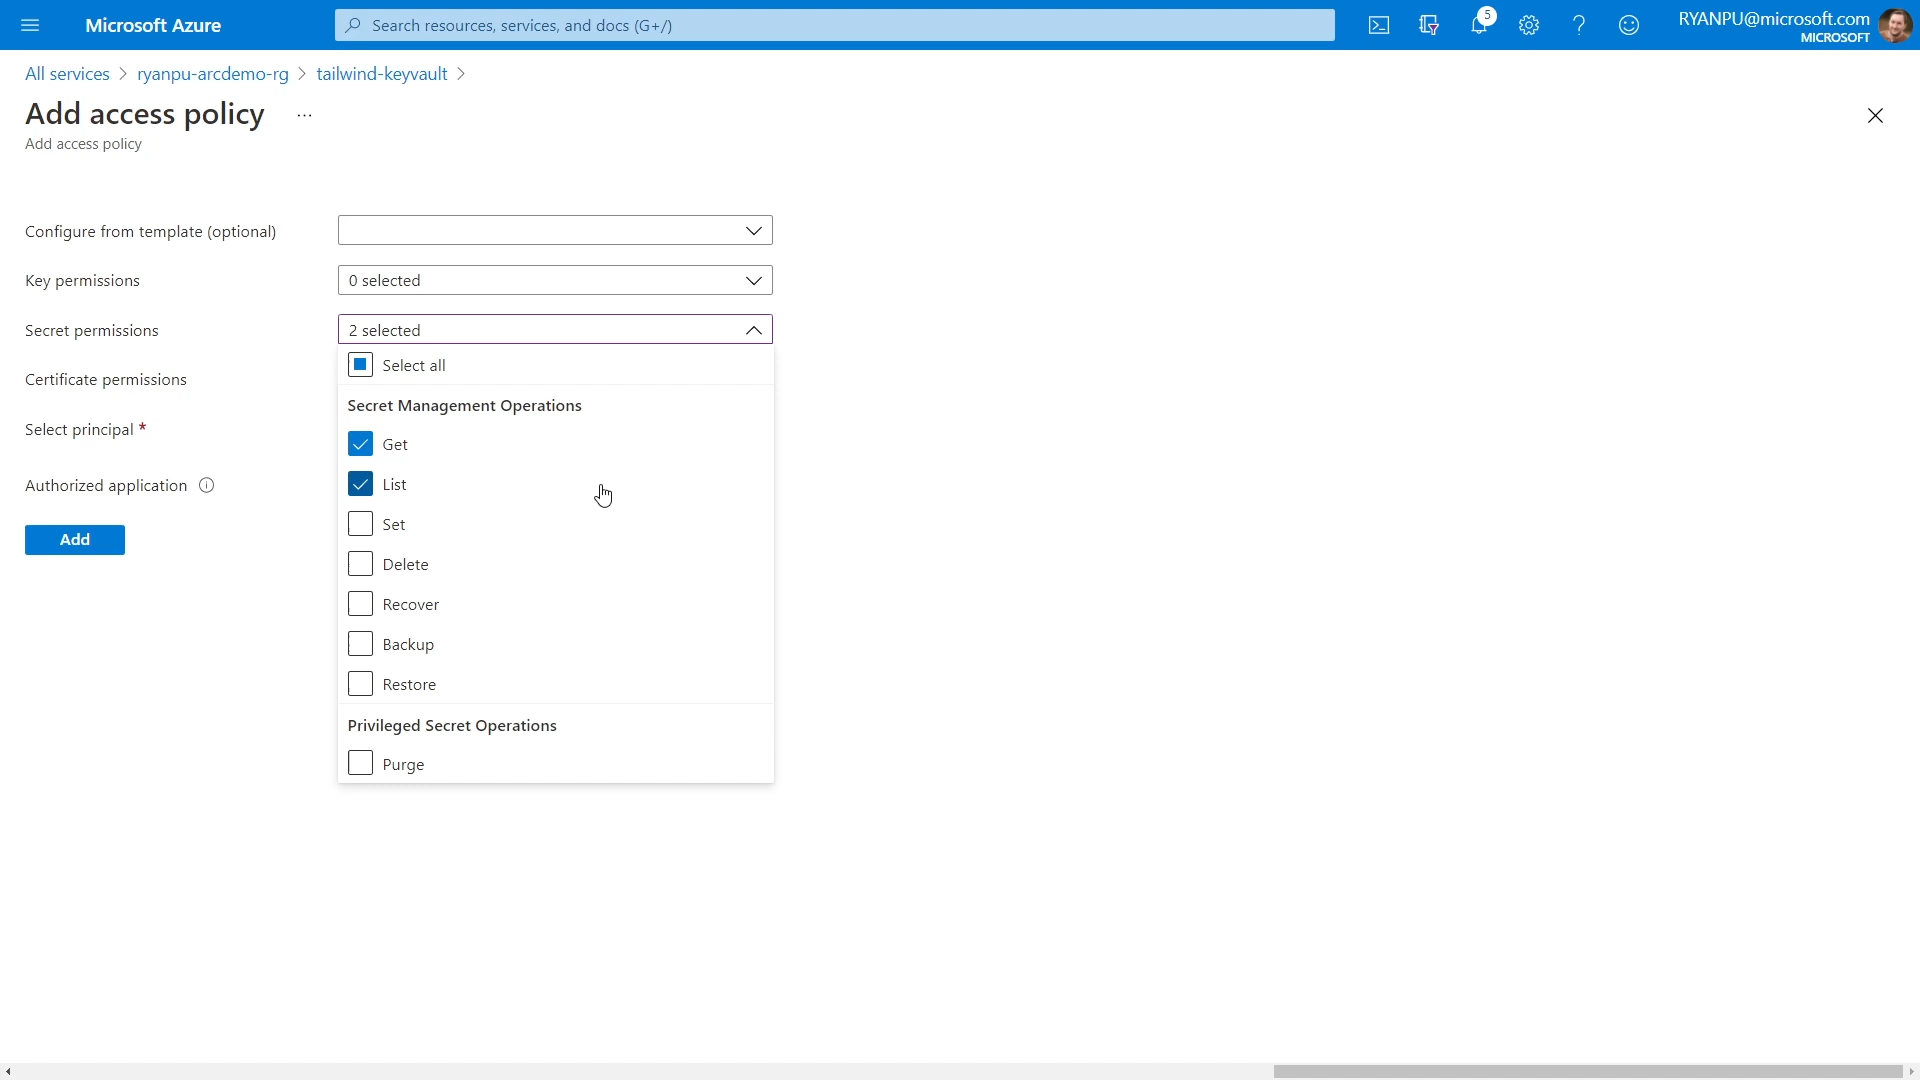 Microsoft Azure
Search resources, services, and docs (G+/)
5
RYANPU@microsoft.com
MICROSOFT
All services > ryanpu-arcdemo-rg > tailwind-keyvault >
Add access policy ...
Add access policy
Configure from template (optional)
Key permissions
0 selected
Secret permissions
2 selected
Select all
Certificate permissions
Secret Management Operations
Select principal *
Get
List
Authorized application
Set
Add
Delete
Recover
Backup
Restore
Privileged Secret Operations
Purge